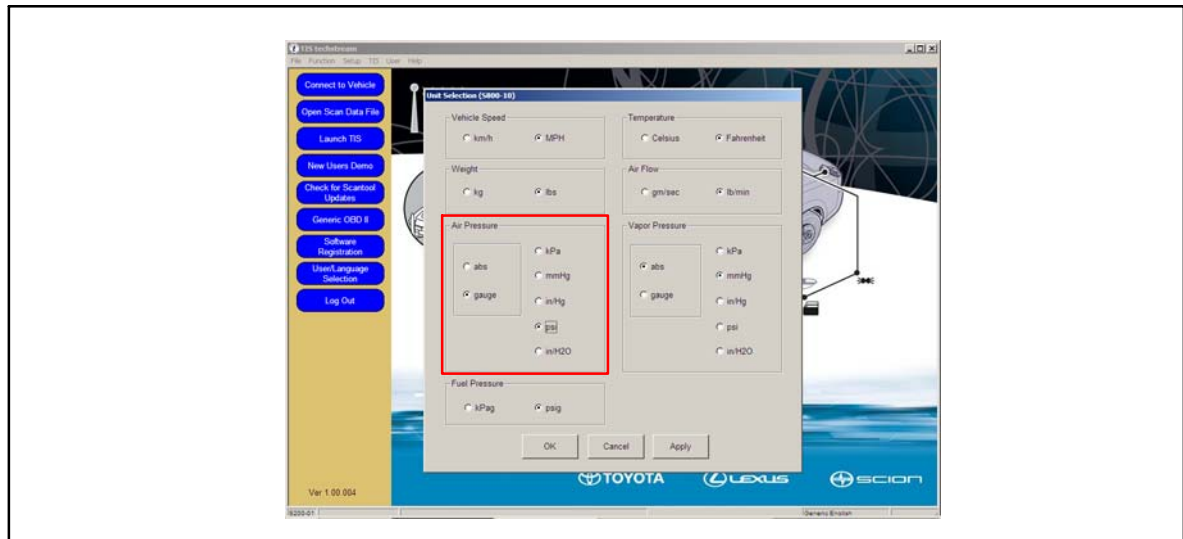 TIS techstream
File Function Setup TIS User Help
Connect to Vehicle
Open Scan Data File
Launch TIS
New Users Demo
Check for Scantool
Updates
Generic OBD II
Software
Registration
User/Language
Selection
Log Out
Ver 1.00.004
Unit Selection (S800-10)
Vehicle Speed
km/h MPH
Temperature
Celsius Fahrenheit
Weight
kg lbs
Air Flow
gm/sec lb/min
Air Pressure
abs
gauge
kPa
mmHg
in/Hg
psi
in/H2O
Vapor Pressure
abs
gauge
kPa
mmHg
in/Hg
psi
in/H2O
Fuel Pressure
kPag psig
OK Cancel Apply
TOYOTA LEXUS SCION
S200-01 Generic English